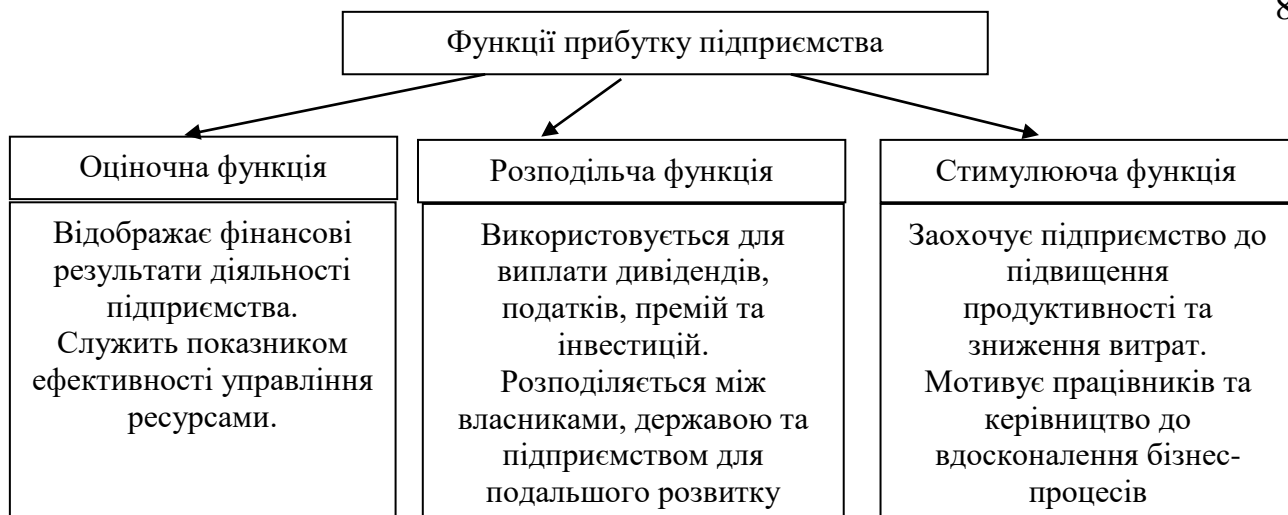 8
Функції прибутку підприємства
Оціночна функція
Відображає фінансові
результати діяльності
підприємства.
Служить показником
ефективності управління
ресурсами.
Розподільча функція
Використовується для
виплати дивідендів,
податків, премій та
інвестицій.
Розподіляється між
власниками, державою та
підприємством для
подальшого розвитку
Стимулююча функція
Заохочує підприємство до
підвищення
продуктивності та
зниження витрат.
Мотивує працівників та
керівництво до
вдосконалення бізнес-
процесів